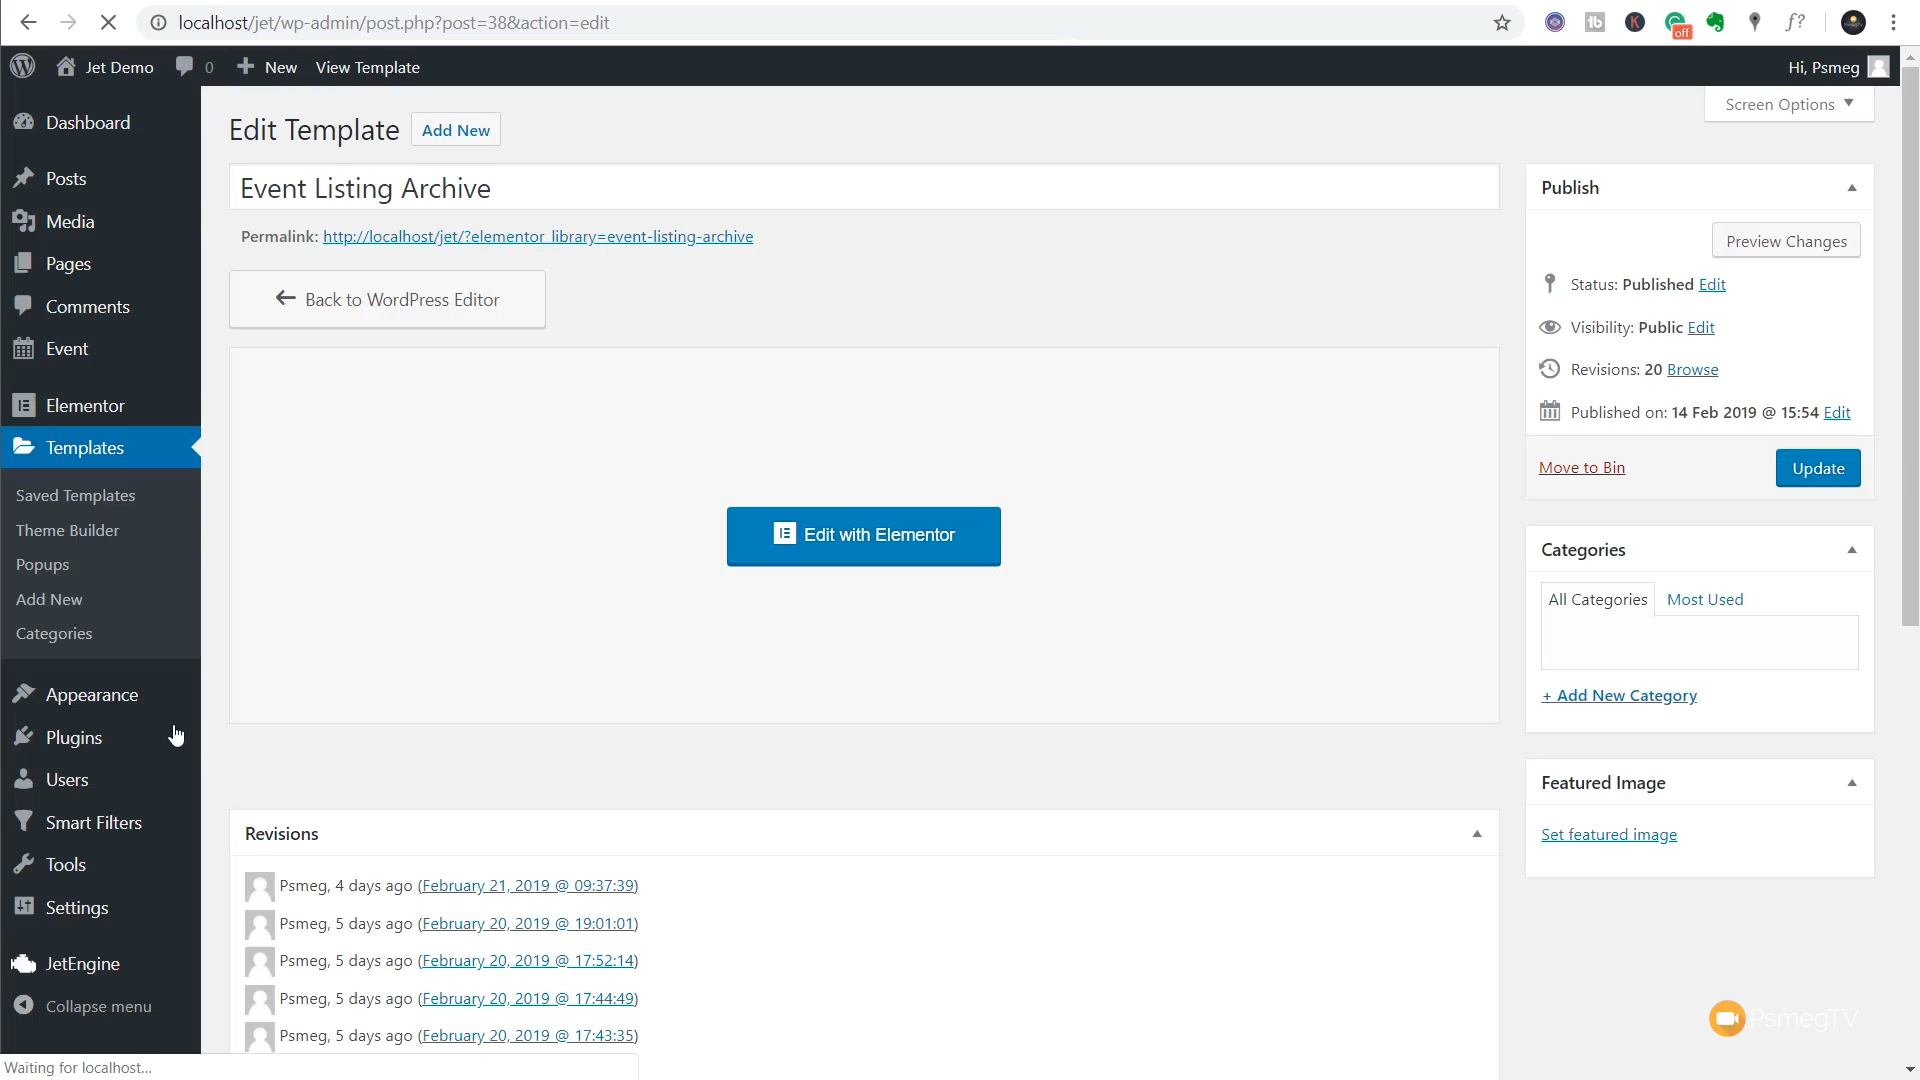 localhost/jet/wp-admin/post.php?post=38&action=edit
tb
K
off
f?
Jet Demo
0
New
View Template
Hi, Psmeg
Screen Options
Dashboard
Posts
Media
Pages
Comments
Event
Elementor
Templates
Saved Templates
Theme Builder
Popups
Add New
Categories
Appearance
Plugins
Users
Smart Filters
Tools
Settings
JetEngine
Collapse menu
Edit Template
Add New
Event Listing Archive
Permalink: http://localhost/jet/?elementor_library=event-listing-archive
Back to WordPress Editor
Edit with Elementor
Revisions
Psmeg, 4 days ago (February 21, 2019 @ 09:37:39)
Psmeg, 5 days ago (February 20, 2019 @ 19:01:01)
Psmeg, 5 days ago (February 20, 2019 @ 17:52:14)
Psmeg, 5 days ago (February 20, 2019 @ 17:44:49)
Psmeg, 5 days ago (February 20, 2019 @ 17:43:35)
Publish
Preview Changes
Status: Published Edit
Visibility: Public Edit
Revisions: 20 Browse
Published on: 14 Feb 2019 @ 15:54 Edit
Move to Bin
Update
Categories
All Categories
Most Used
+ Add New Category
Featured Image
Set featured image
PsmegTV
Waiting for localhost...